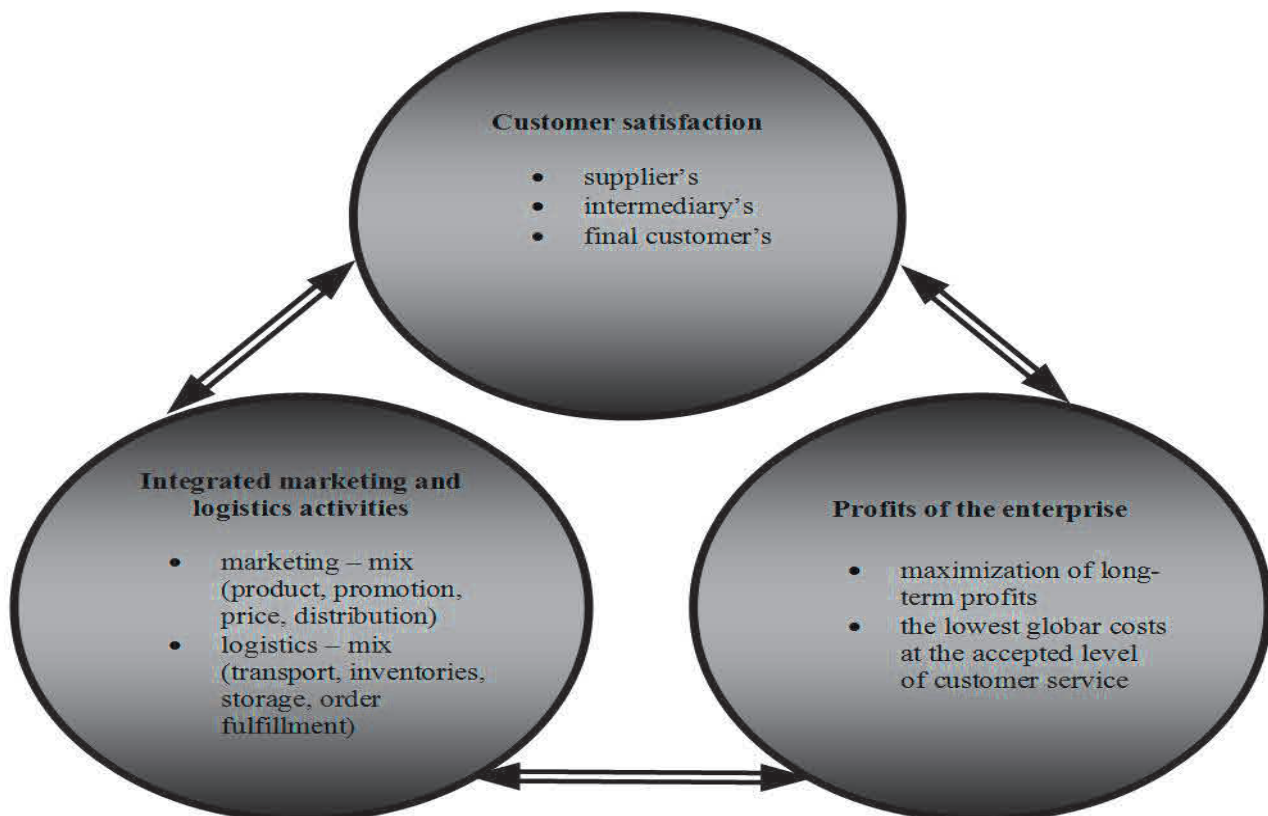 Customer satisfaction
• supplier’s
• intermediary’s
• final customer’s
Integrated marketing and
logistics activities
• marketing – mix
(product, promotion,
price, distribution)
• logistics – mix
(transport, inventories,
storage, order
fulfillment)
Profits of the enterprise
• maximization of long-
term profits
• the lowest globar costs
at the accepted level
of customer service